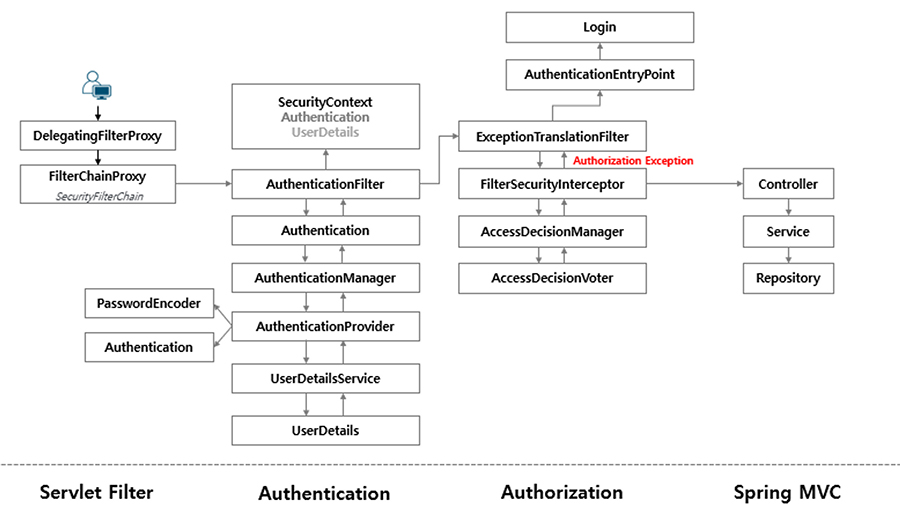 DelegatingFilterProxy
FilterChainProxy
SecurityFilterChain
SecurityContext
Authentication
UserDetails
AuthenticationFilter
Authentication
AuthenticationManager
PasswordEncoder
Authentication
AuthenticationProvider
UserDetailsService
UserDetails
Login
AuthenticationEntryPoint
ExceptionTranslationFilter
Authorization Exception
FilterSecurityInterceptor
AccessDecisionManager
AccessDecisionVoter
Controller
Service
Repository
Servlet Filter
Authentication
Authorization
Spring MVC